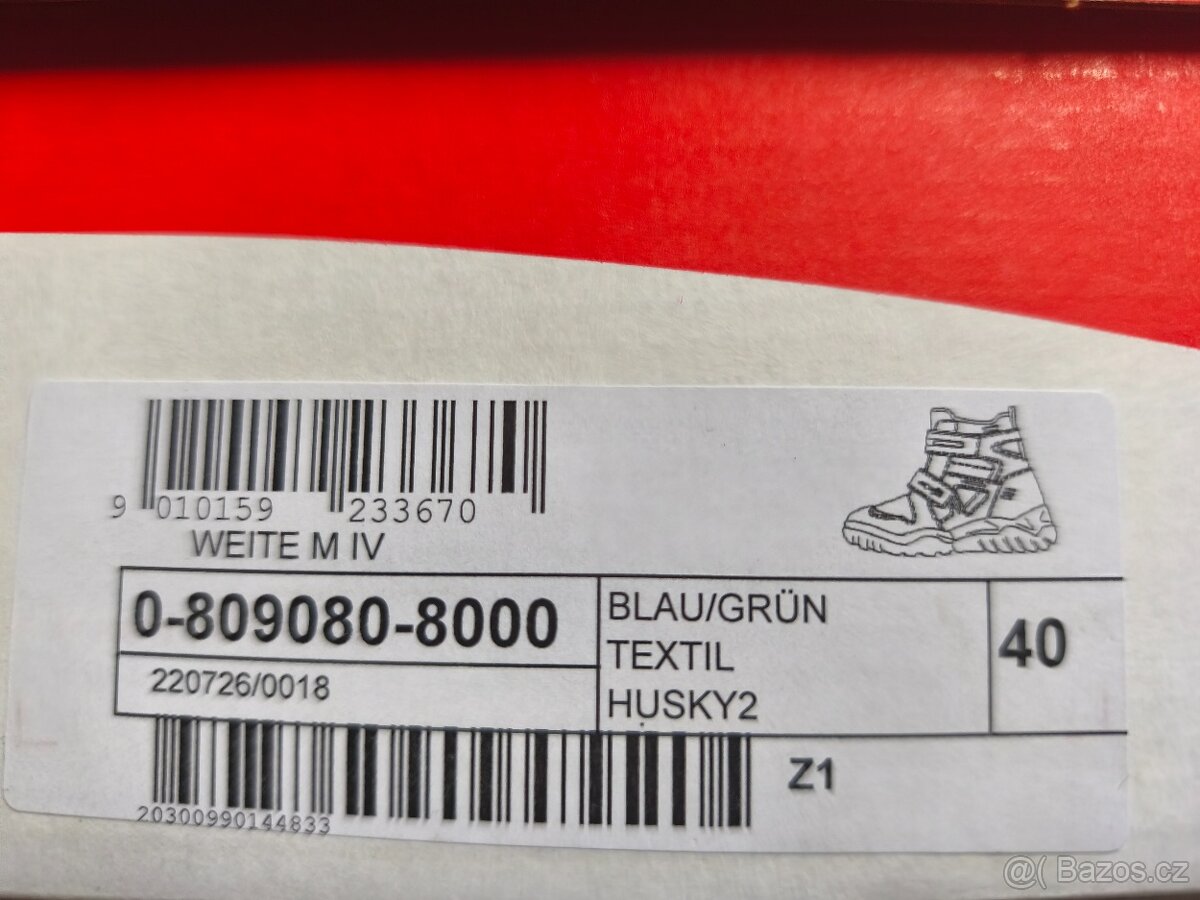 9 010159 233670
WEITE M IV
0-809080-8000
220726/0018
BLAU/GRÜN
TEXTIL
HUSKY2
40
20300990144833
Z1
@( Bazos.cz